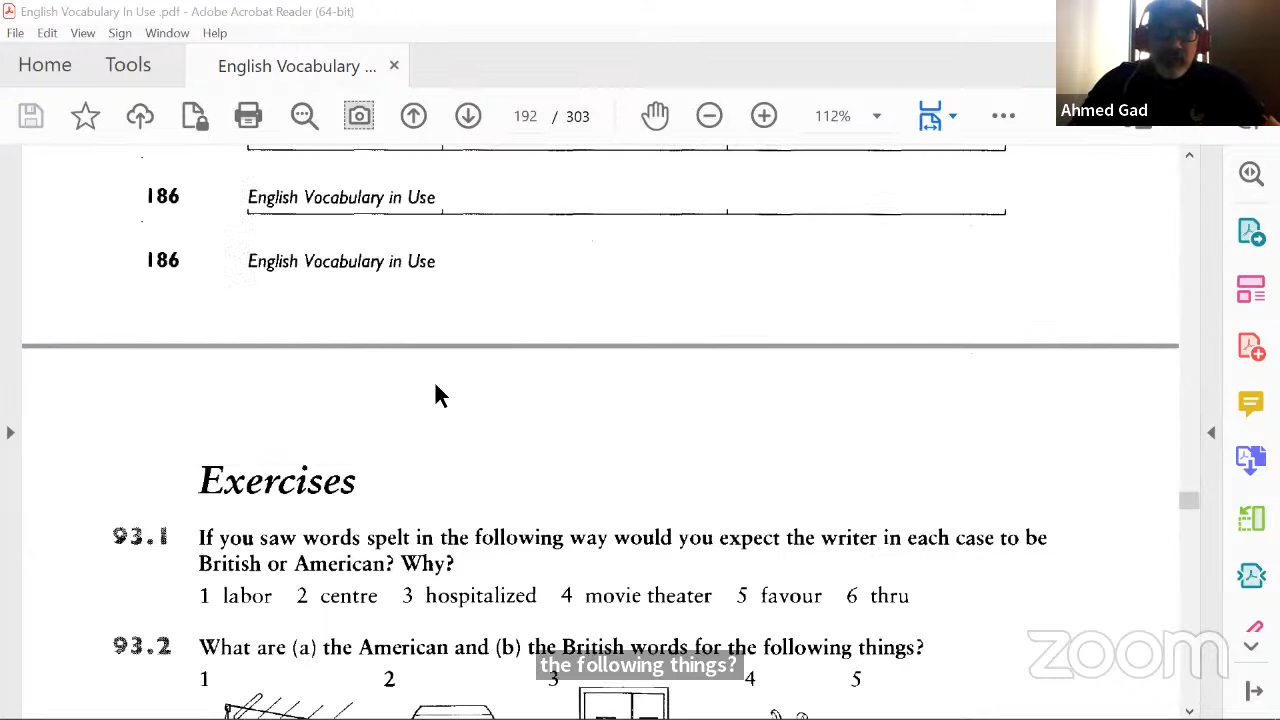 English Vocabulary In Use .pdf - Adobe Acrobat Reader (64-bit)
File Edit View Sign Window Help
Home Tools English Vocabulary ... ×
192 / 303 112%
Ahmed Gad
186 English Vocabulary in Use
186 English Vocabulary in Use
Exercises
93.1 If you saw words spelt in the following way would you expect the writer in each case to be
British or American? Why?
1 labor 2 centre 3 hospitalized 4 movie theater 5 favour 6 thru
93.2 What are (a) the American and (b) the British words for the following things?
the following things?
1 2 3 4 5
zoom